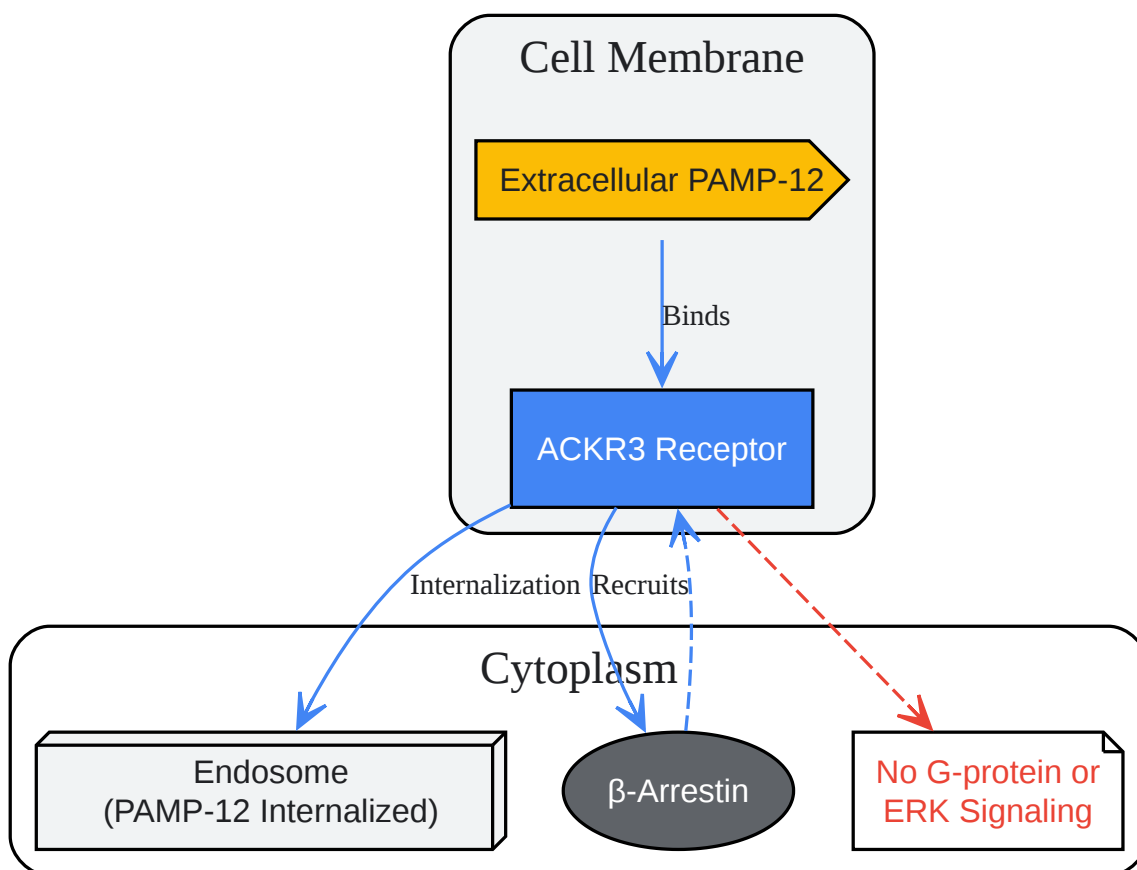 Cell Membrane
Extracellular PAMP-12
Binds
ACKR3 Receptor
Internalization
Recruits
Cytoplasm
Endosome
(PAMP-12 Internalized)
β-Arrestin
No G-protein or
ERK Signaling